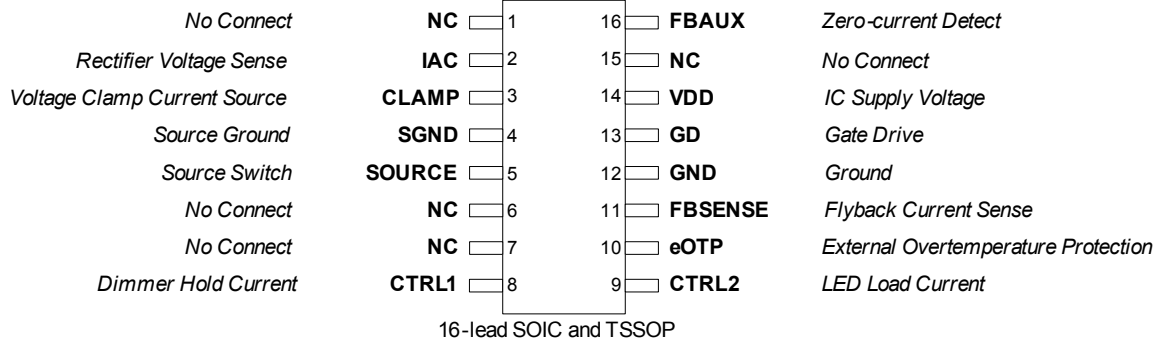 No Connect NC 1 16 FBAUX Zero-current Detect
Rectifier Voltage Sense IAC 2 15 NC No Connect
Voltage Clamp Current Source CLAMP 3 14 VDD IC Supply Voltage
Source Ground SGND 4 13 GD Gate Drive
Source Switch SOURCE 5 12 GND Ground
No Connect NC 6 11 FBSENSE Flyback Current Sense
No Connect NC 7 10 eOTP External Overtemperature Protection
Dimmer Hold Current CTRL1 8 9 CTRL2 LED Load Current
16-lead SOIC and TSSOP